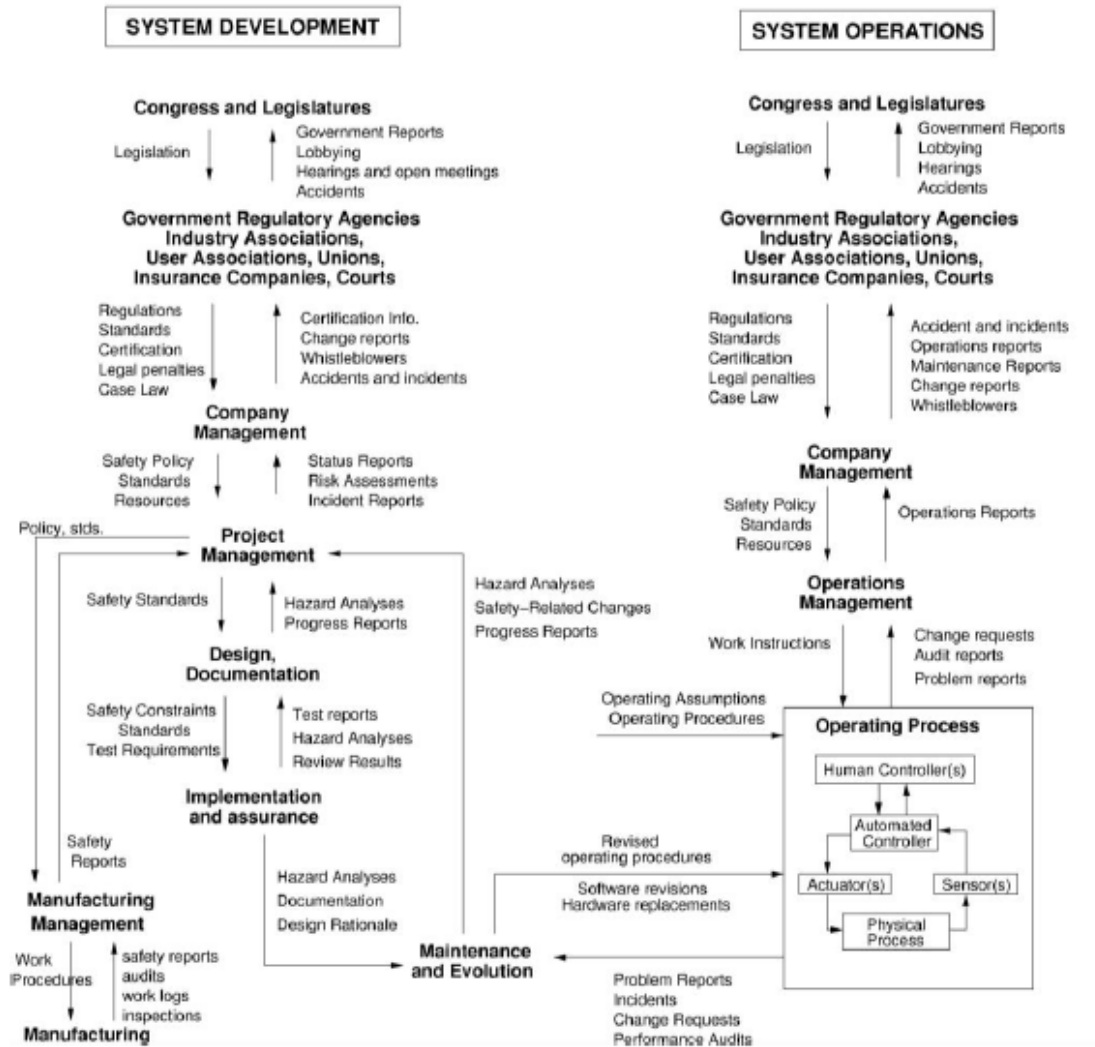 SYSTEM DEVELOPMENT
Congress and Legislatures
Legislation
Government Reports
Lobbying
Hearings and open meetings
Accidents
Government Regulatory Agencies
Industry Associations,
User Associations, Unions,
Insurance Companies, Courts
Regulations
Standards
Certification
Legal penalties
Case Law
Certification Info.
Change reports
Whistleblowers
Accidents and incidents
Company
Management
Safety Policy
Standards
Resources
Status Reports
Risk Assessments
Incident Reports
Policy, stds.
Project
Management
Safety Standards
Hazard Analyses
Progress Reports
Hazard Analyses
Safety-Related Changes
Progress Reports
Design,
Documentation
Safety Constraints
Standards
Test Requirements
Test reports
Hazard Analyses
Review Results
Implementation
and assurance
Safety
Reports
Hazard Analyses
Documentation
Design Rationale
Manufacturing
Management
Work
Procedures
safety reports
audits
work logs
inspections
Manufacturing
Maintenance
and Evolution
SYSTEM OPERATIONS
Congress and Legislatures
Legislation
Government Reports
Lobbying
Hearings
Accidents
Government Regulatory Agencies
Industry Associations,
User Associations, Unions,
Insurance Companies, Courts
Regulations
Standards
Certification
Legal penalties
Case Law
Accident and incidents
Operations reports
Maintenance Reports
Change reports
Whistleblowers
Company
Management
Safety Policy
Standards
Resources
Operations Reports
Operations
Management
Work Instructions
Change requests
Audit reports
Problem reports
Operating Assumptions
Operating Procedures
Operating Process
Human Controller(s)
Automated
Controller
Actuator(s)
Sensor(s)
Physical
Process
Revised
operating procedures
Software revisions
Hardware replacements
Problem Reports
Incidents
Change Requests
Performance Audits